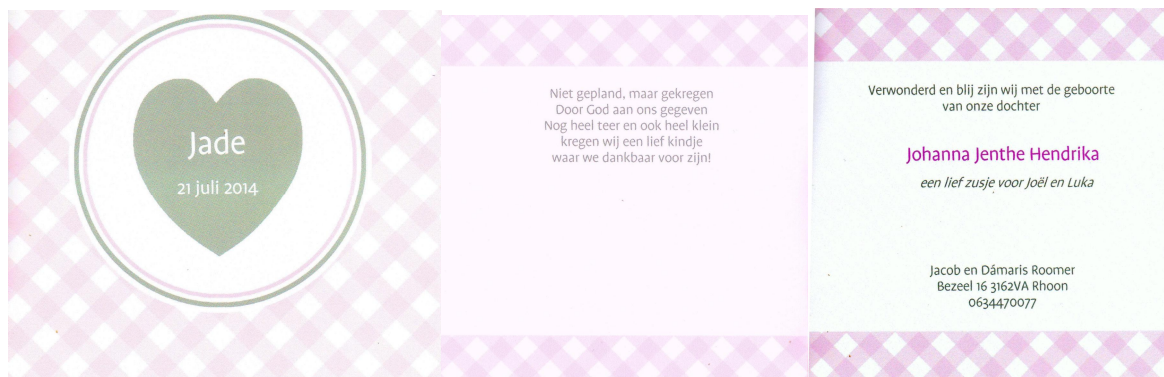 Jade
21 juli 2014
Niet gepland, maar gekregen
Door God aan ons gegeven
Nog heel teer en ook heel klein
kregen wij een lief kindje
waar we dankbaar voor zijn!
Verwonderd en blij zijn wij met de geboorte
van onze dochter
Johanna Jenthe Hendrika
een lief zusje voor Joël en Luka
Jacob en Dámaris Roomer
Bezeel 16 3162VA Rhoon
0634470077